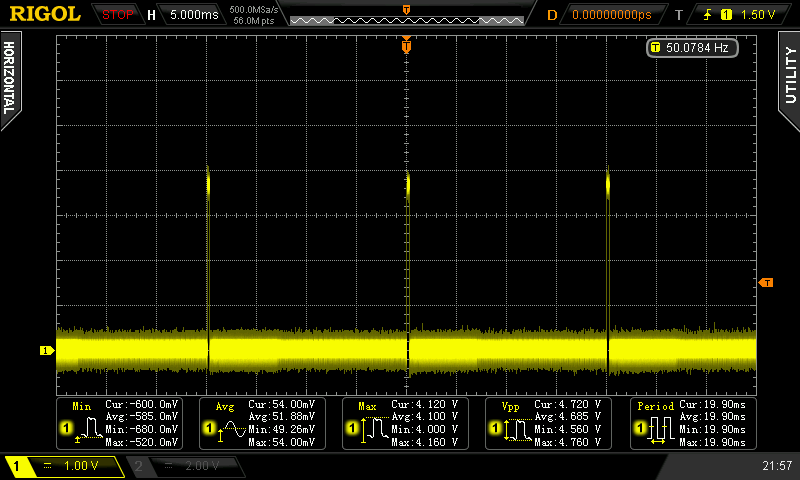 RIGOL STOP H 5.000ms 500.0MSa/s 56.0M pts D 0.00000000ps T 1 1.50 V
T
T 50.0784 Hz
HORIZONTAL
UTILITY
T
1
Min Cur:-600.0mV Avg:-585.0mV Min:-680.0mV Max:-520.0mV
1
Avg Cur:54.00mV Avg:51.86mV Min:49.26mV Max:54.00mV
1
Max Cur:4.120 V Avg:4.100 V Min:4.000 V Max:4.160 V
1
Vpp Cur:4.720 V Avg:4.685 V Min:4.560 V Max:4.760 V
1
Period Cur:19.90ms Avg:19.90ms Min:19.90ms Max:19.90ms
1
1 1.00 V 2 2.00 V 21:57